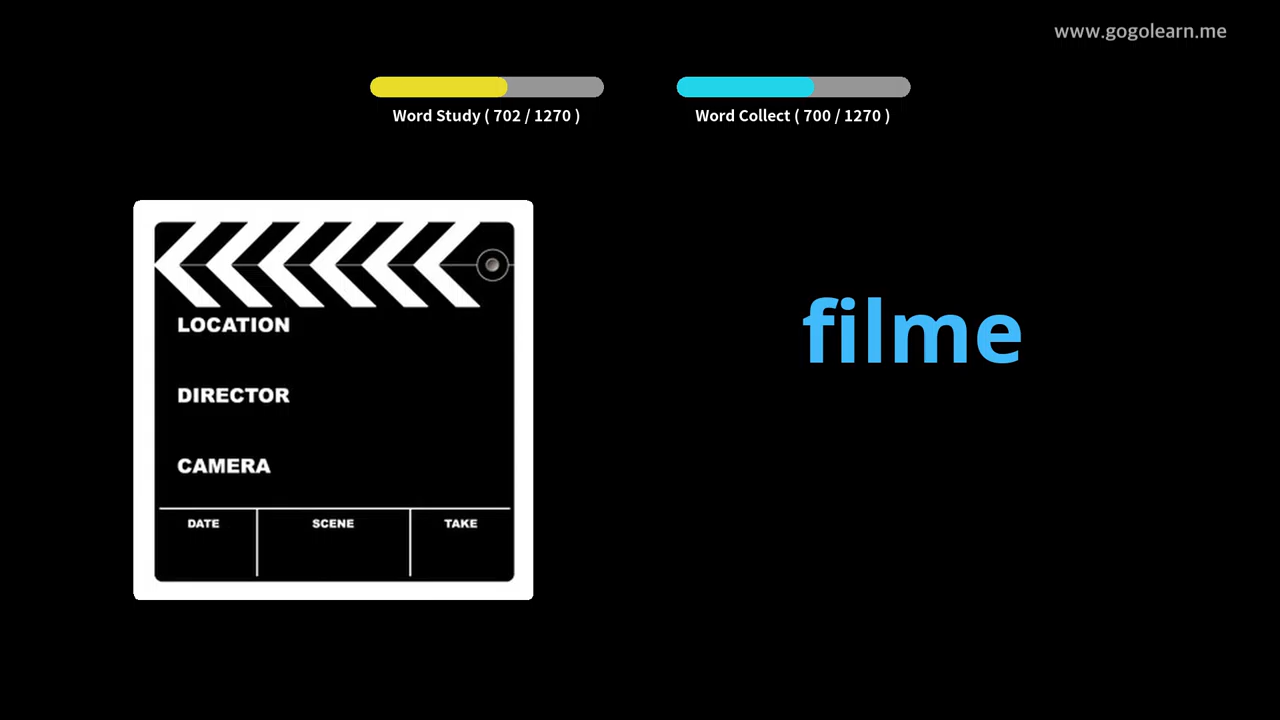 www.gogolearn.me
Word Study ( 702 / 1270 )
Word Collect ( 700 / 1270 )
LOCATION
DIRECTOR
CAMERA
DATE
SCENE
TAKE
filme